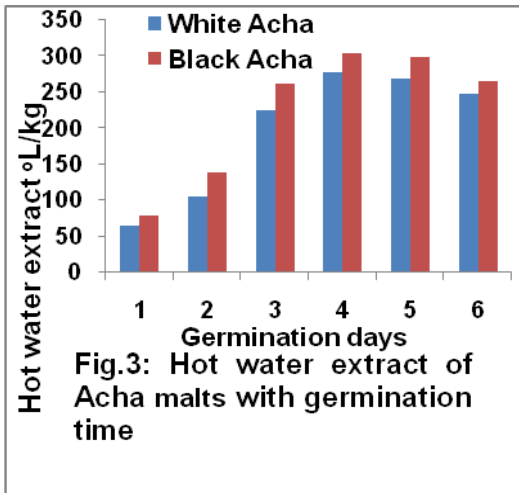 Hot water extract ºL/kg
350
300
250
200
150
100
50
0
White Acha
Black Acha
1 2 3 4 5 6
Germination days
Fig.3: Hot water extract of
Acha malts with germination
time